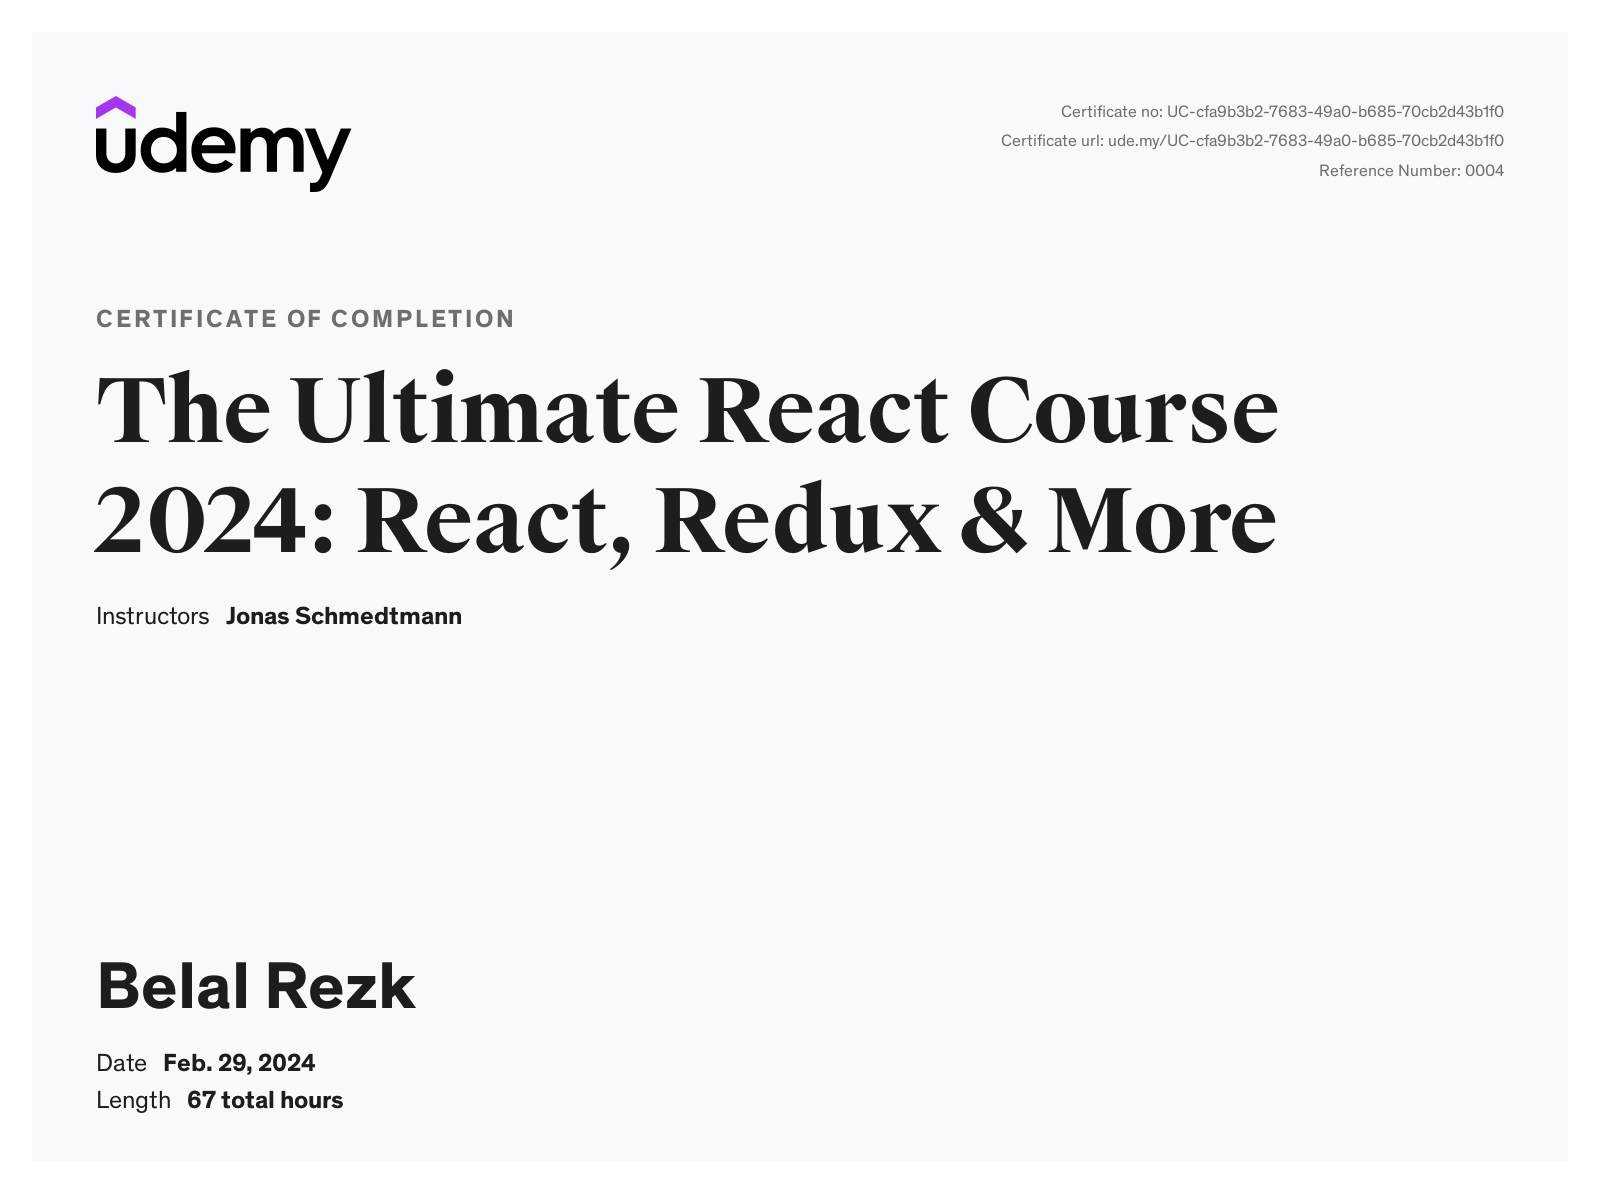 udemy
Certificate no: UC-cfa9b3b2-7683-49a0-b685-70cb2d43b1f0
Certificate url: ude.my/UC-cfa9b3b2-7683-49a0-b685-70cb2d43b1f0
Reference Number: 0004
CERTIFICATE OF COMPLETION
The Ultimate React Course
2024: React, Redux & More
Instructors Jonas Schmedtmann
Belal Rezk
Date Feb. 29, 2024
Length 67 total hours